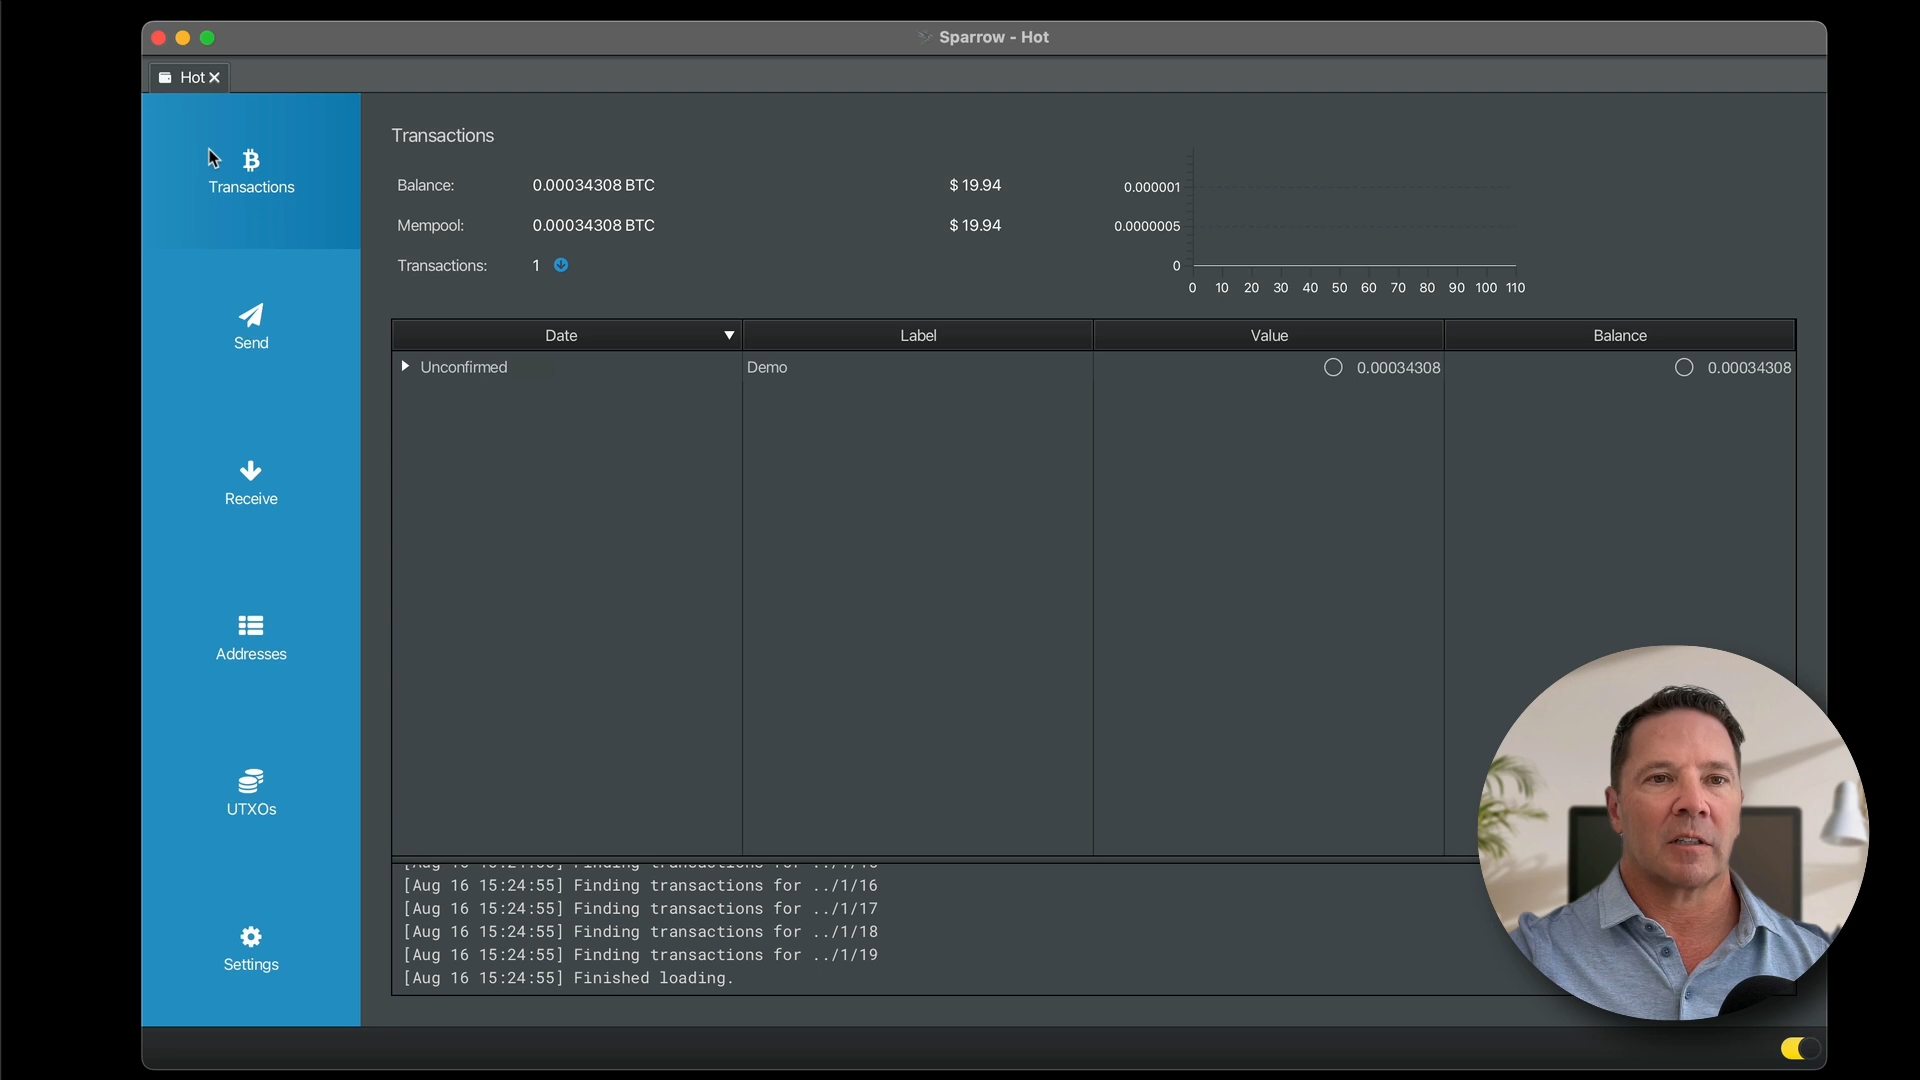 Sparrow - Hot
Hot
Transactions
Send
Receive
Addresses
UTXOs
Settings
Transactions
Balance: 0.00034308 BTC $ 19.94
Mempool: 0.00034308 BTC $ 19.94
Transactions: 1
0.000001
0.0000005
0
0 10 20 30 40 50 60 70 80 90 100 110
Date Label Value Balance
Unconfirmed Demo 0.00034308 0.00034308
[Aug 16 15:24:55] Finding transactions for ../1/16
[Aug 16 15:24:55] Finding transactions for ../1/17
[Aug 16 15:24:55] Finding transactions for ../1/18
[Aug 16 15:24:55] Finding transactions for ../1/19
[Aug 16 15:24:55] Finished loading.